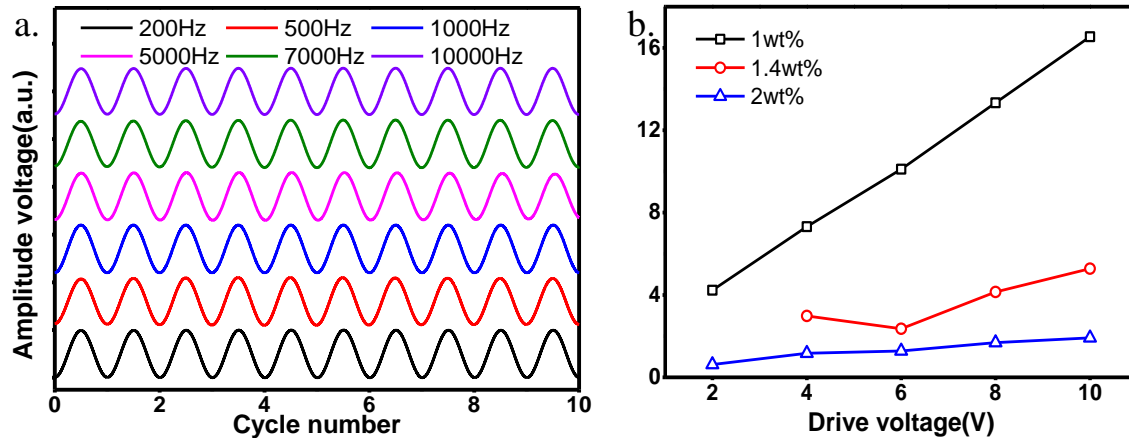 a.
200Hz 500Hz 1000Hz
5000Hz 7000Hz 10000Hz
Amplitude voltage(a.u.)
0 2 4 6 8 10
Cycle number
b.
1wt%
1.4wt%
2wt%
16
12
8
4
0
2 4 6 8 10
Drive voltage(V)